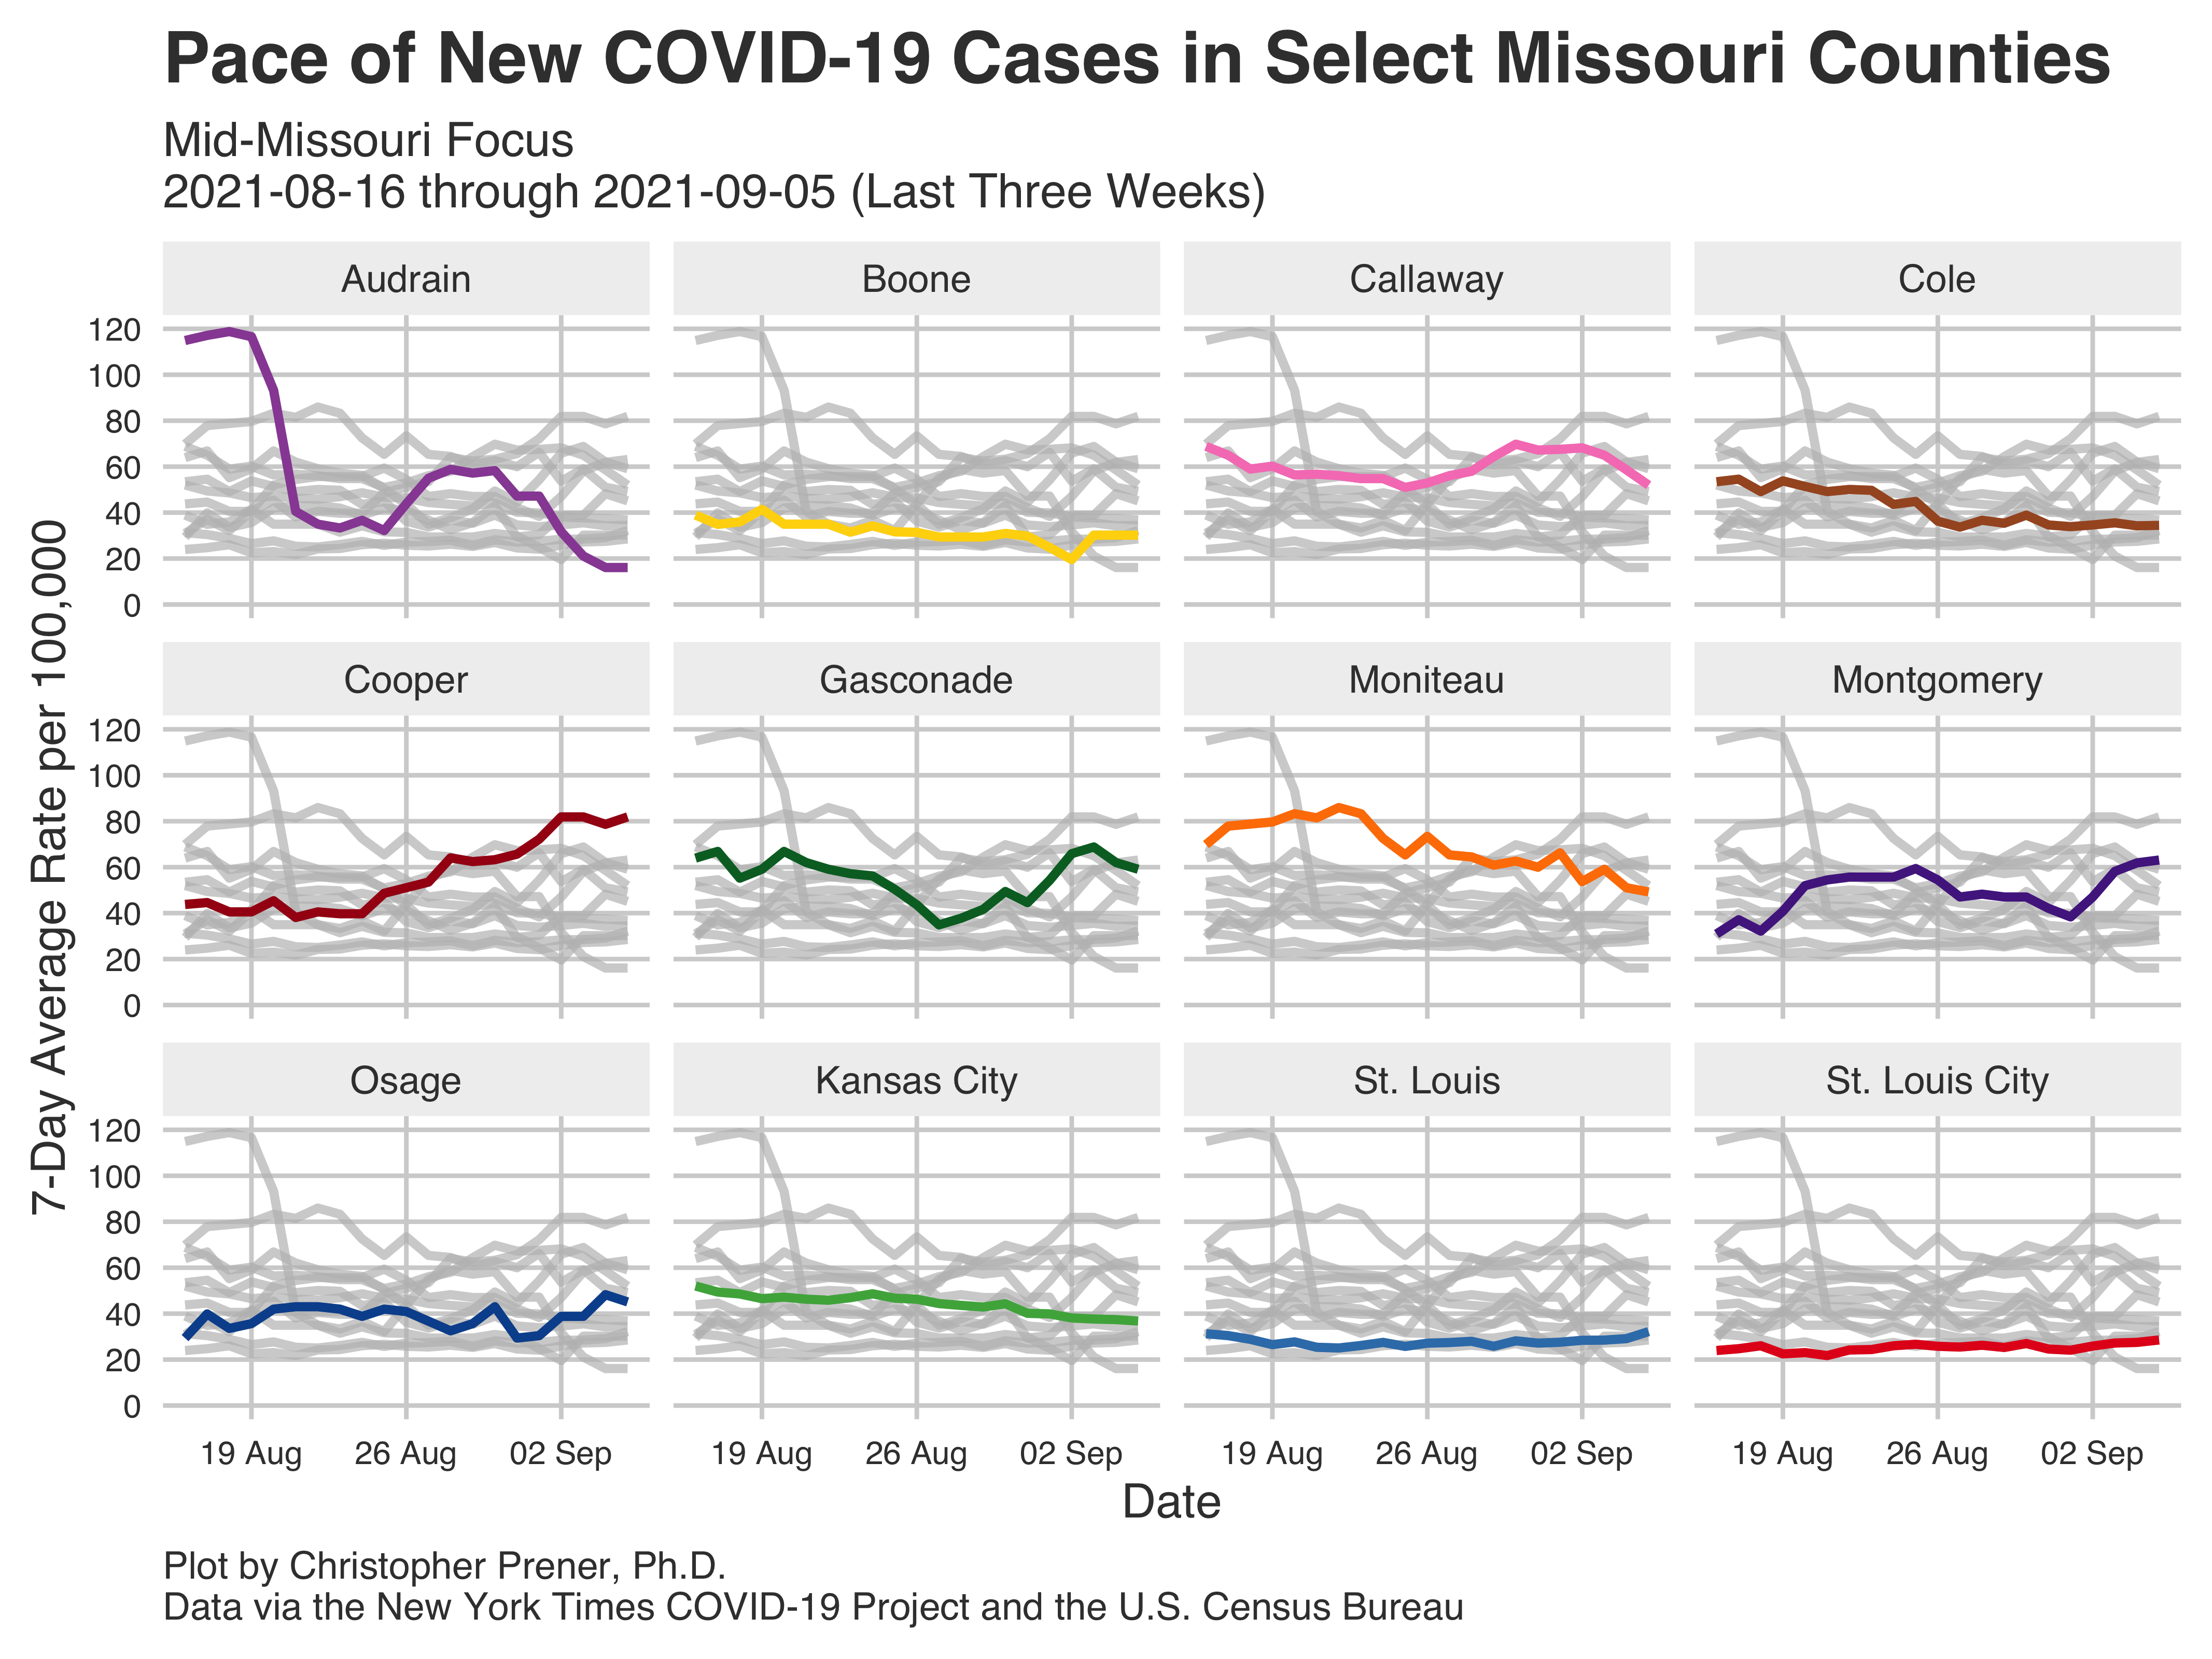 Pace of New COVID-19 Cases in Select Missouri Counties
Mid-Missouri Focus
2021-08-16 through 2021-09-05 (Last Three Weeks)
7-Day Average Rate per 100,000
Audrain
Boone
Callaway
Cole
120
100
80
60
40
20
0
Cooper
Gasconade
Moniteau
Montgomery
120
100
80
60
40
20
0
Osage
Kansas City
St. Louis
St. Louis City
120
100
80
60
40
20
0
19 Aug 26 Aug 02 Sep
19 Aug 26 Aug 02 Sep
19 Aug 26 Aug 02 Sep
19 Aug 26 Aug 02 Sep
Date
Plot by Christopher Prener, Ph.D.
Data via the New York Times COVID-19 Project and the U.S. Census Bureau